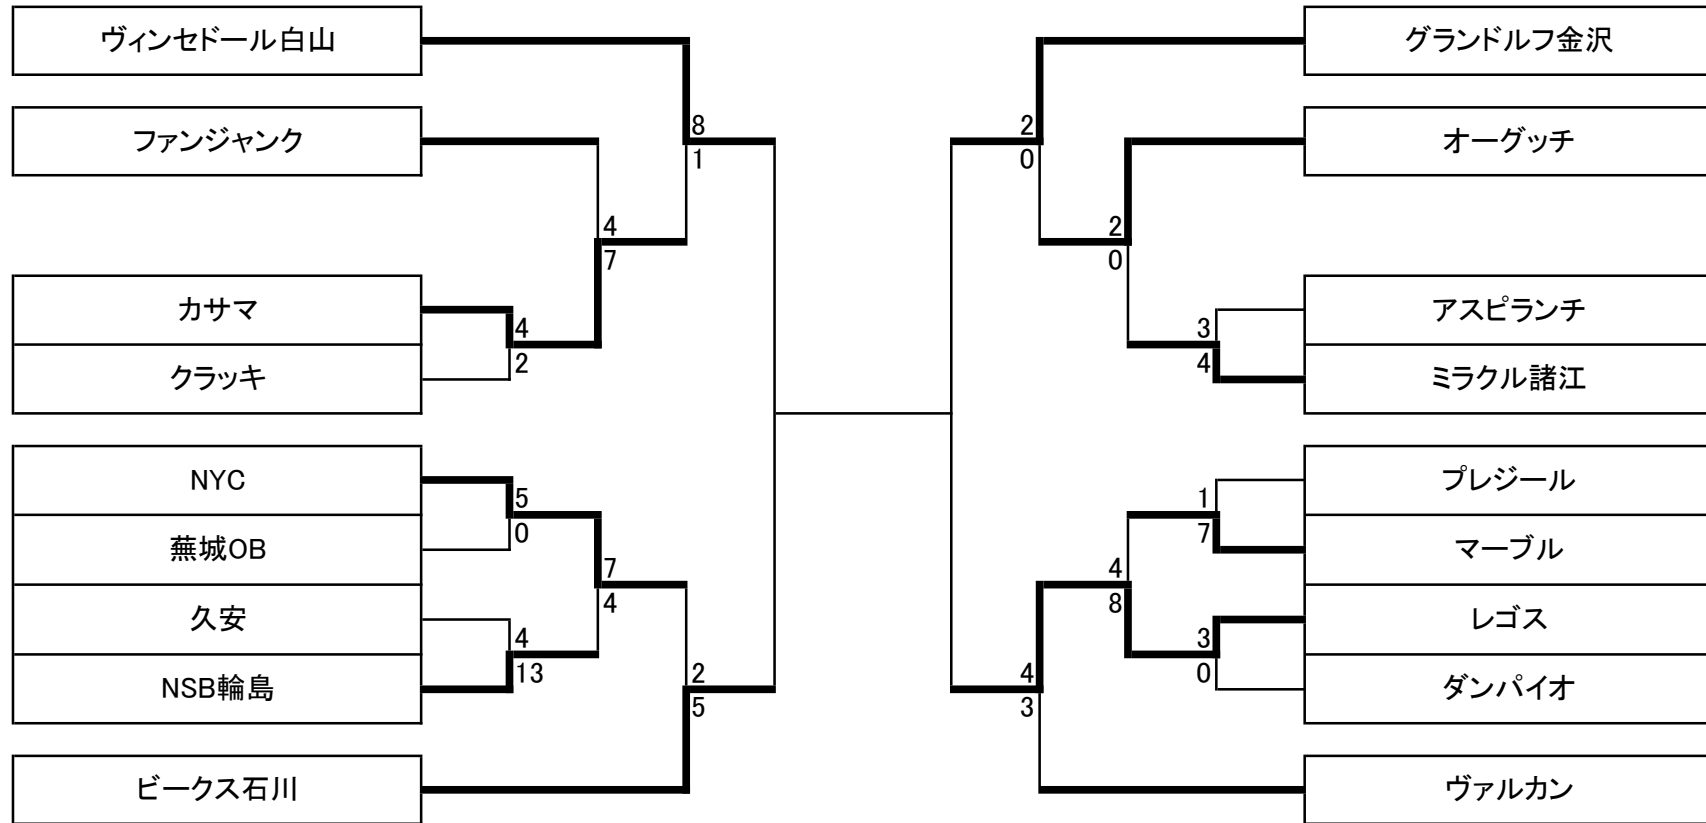 ヴィンセドール白山
ファンジャンク
カサマ
クラッキ
NYC
蕪城OB
久安
NSB輪島
ビークス石川
8
1
4
7
4
2
5
0
7
4
4
13
2
5
グランドルフ金沢
オーグッチ
アスピランチ
ミラクル諸江
プレジール
マーブル
レゴス
ダンパイオ
ヴァルカン
2
0
2
0
3
4
1
7
4
8
3
0
4
3